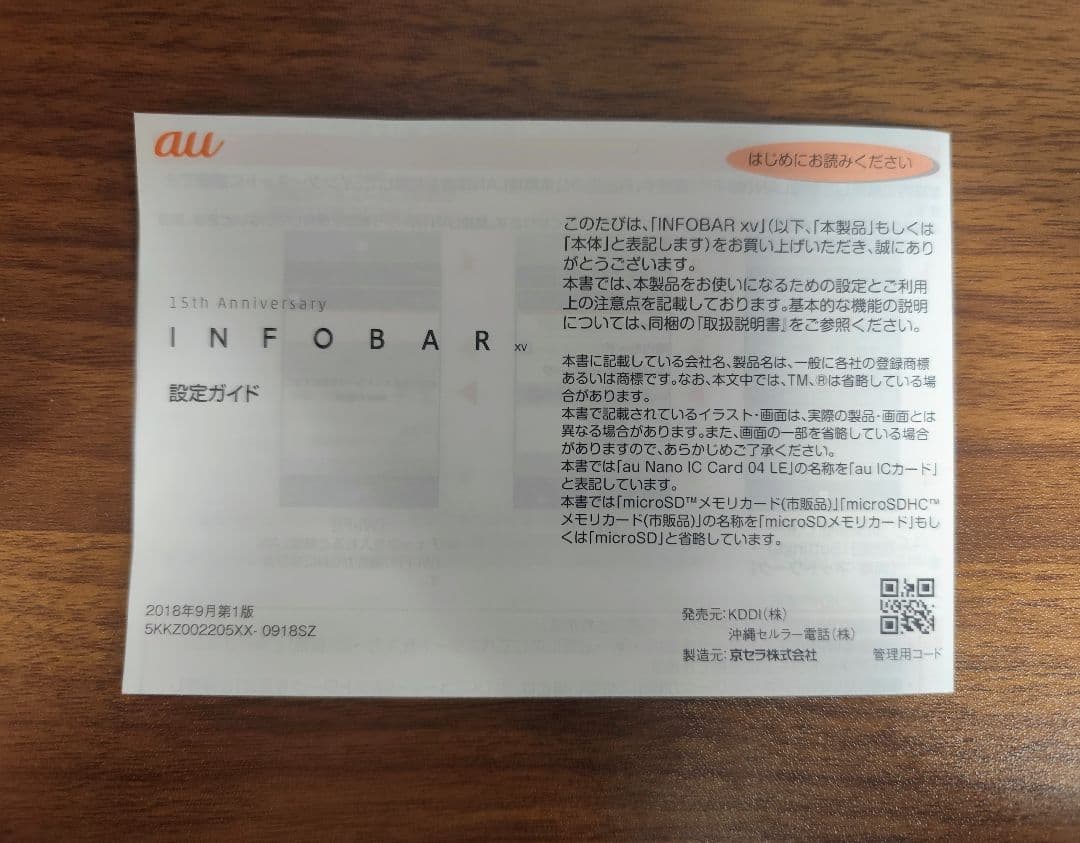 au
はじめにお読みください
15th Anniversary
INFOBAR xv
設定ガイド
このたびは、「INFOBAR xv」(以下、「本製品」もしくは
「本体」と表記します)をお買い上げいただき、誠にあり
がとうございます。
本書では、本製品をお使いになるための設定とご利用
上の注意点を記載しております。基本的な機能の説明
については、同梱の『取扱説明書』をご参照ください。
本書に記載している会社名、製品名は、一般に各社の登録商標
あるいは商標です。なお、本文中では、TM、®は省略している場
合があります。
本書で記載されているイラスト・画面は、実際の製品・画面とは
異なる場合があります。また、画面の一部を省略している場合
がありますので、あらかじめご了承ください。
本書では「au Nano IC Card 04 LE」の名称を「au ICカード」
と表記しています。
本書では「microSD™メモリカード(市販品)」「microSDHC™
メモリカード(市販品)」の名称を「microSDメモリカード」もし
くは「microSD」と省略しています。
2018年9月第1版
5KKZ002205XX- 0918SZ
発売元:KDDI(株)
沖縄セルラー電話(株)
製造元:京セラ株式会社
管理用コード